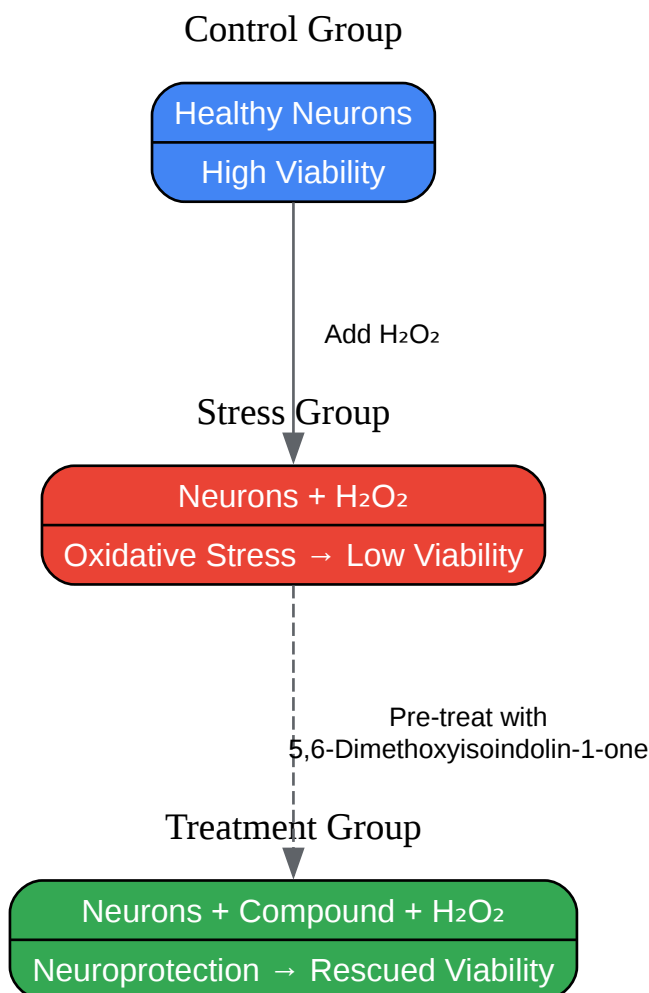 Control Group
Healthy Neurons
High Viability
Add H₂O₂
Stress Group
Neurons + H₂O₂
Oxidative Stress → Low Viability
Pre-treat with
5,6-Dimethoxyisoindolin-1-one
Treatment Group
Neurons + Compound + H₂O₂
Neuroprotection → Rescued Viability